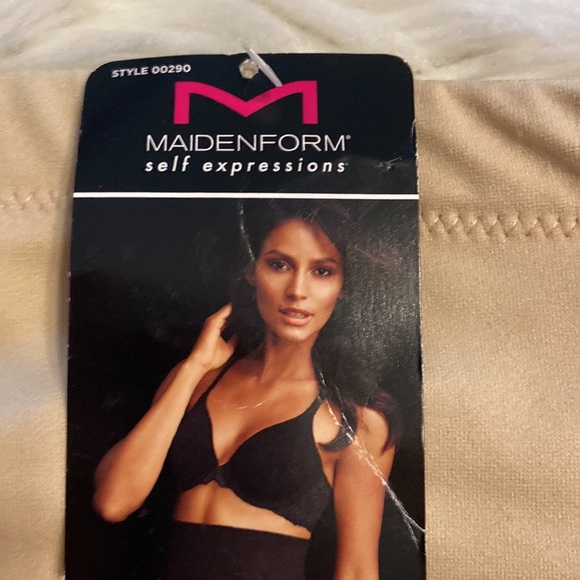 STYLE 00290
MAIDENFORM®
self expressions